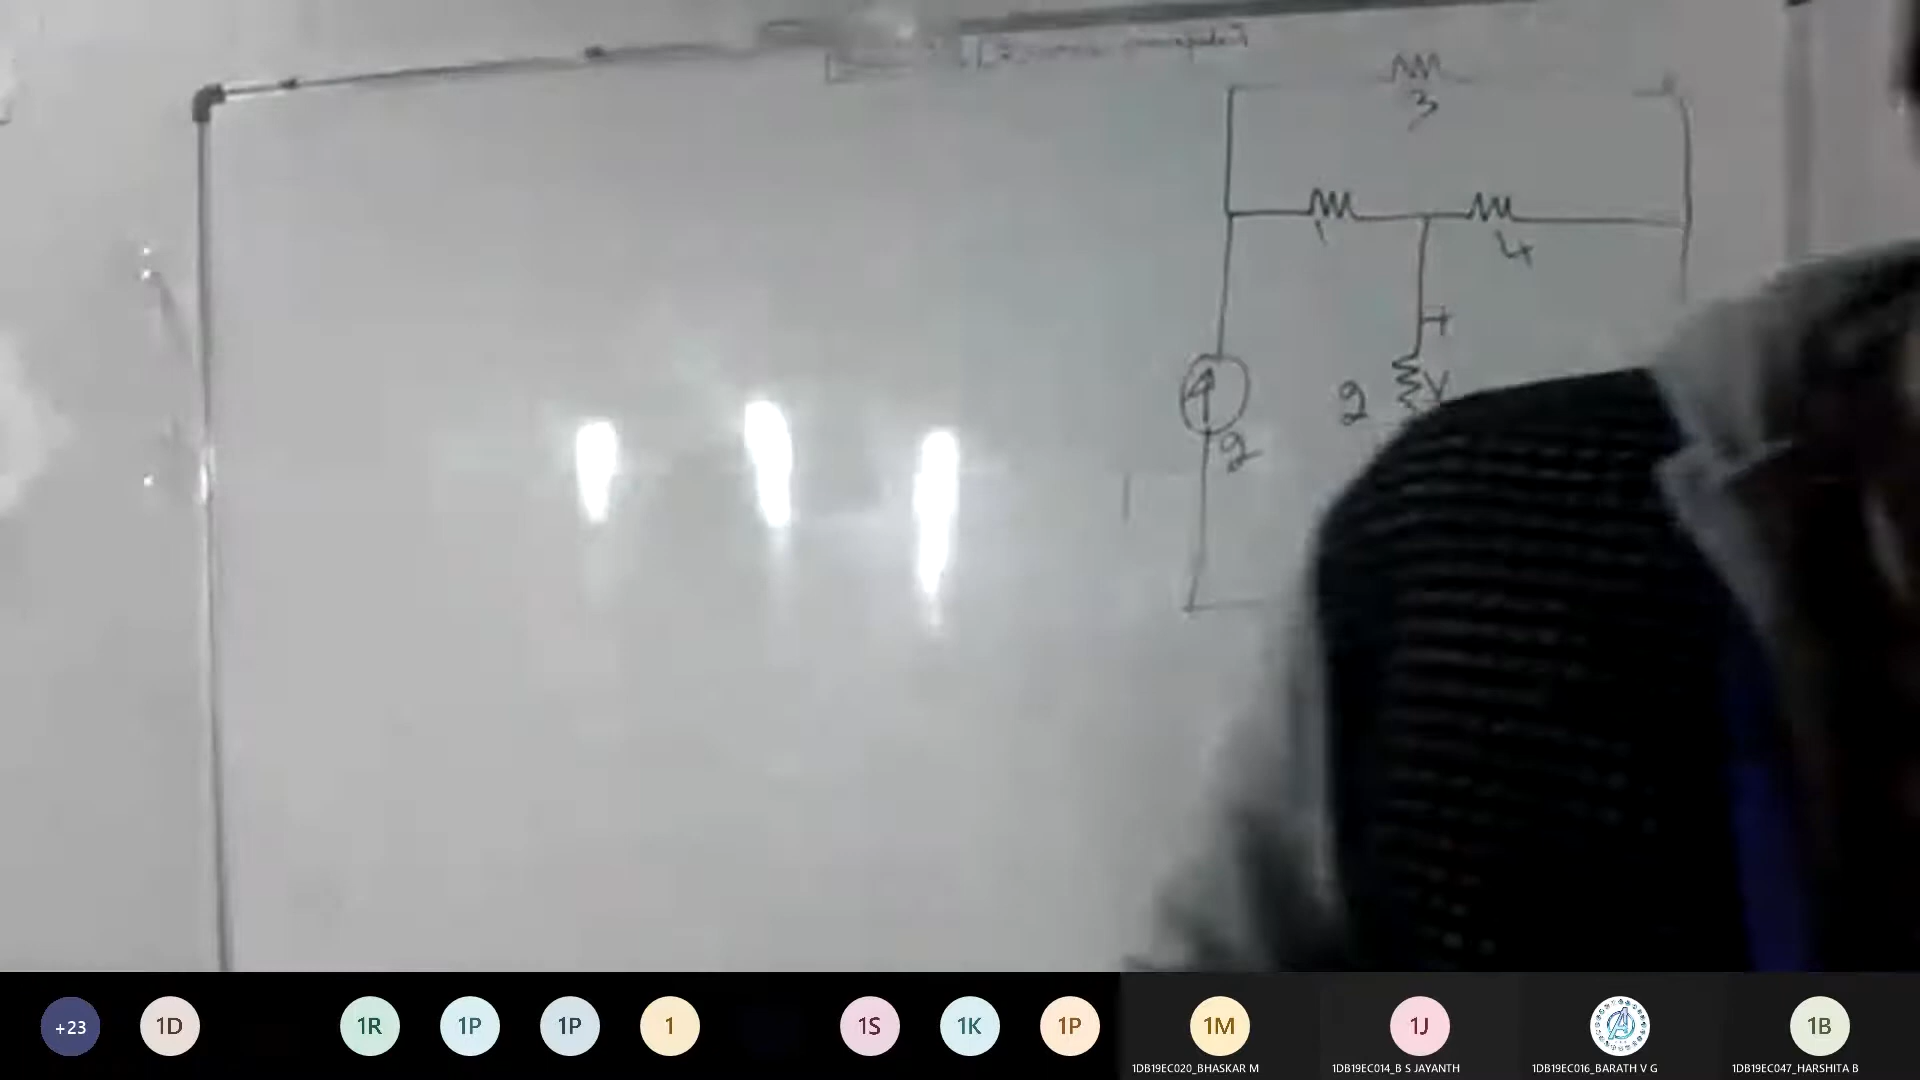 3
1
4
+
2
V
2
+23
1D
1R
1P
1P
1
1S
1K
1P
1M
1J
A
1B
1DB19EC020_BHASKAR M
1DB19EC014_B S JAYANTH
1DB19EC016_BARATH V G
1DB19EC047_HARSHITA B